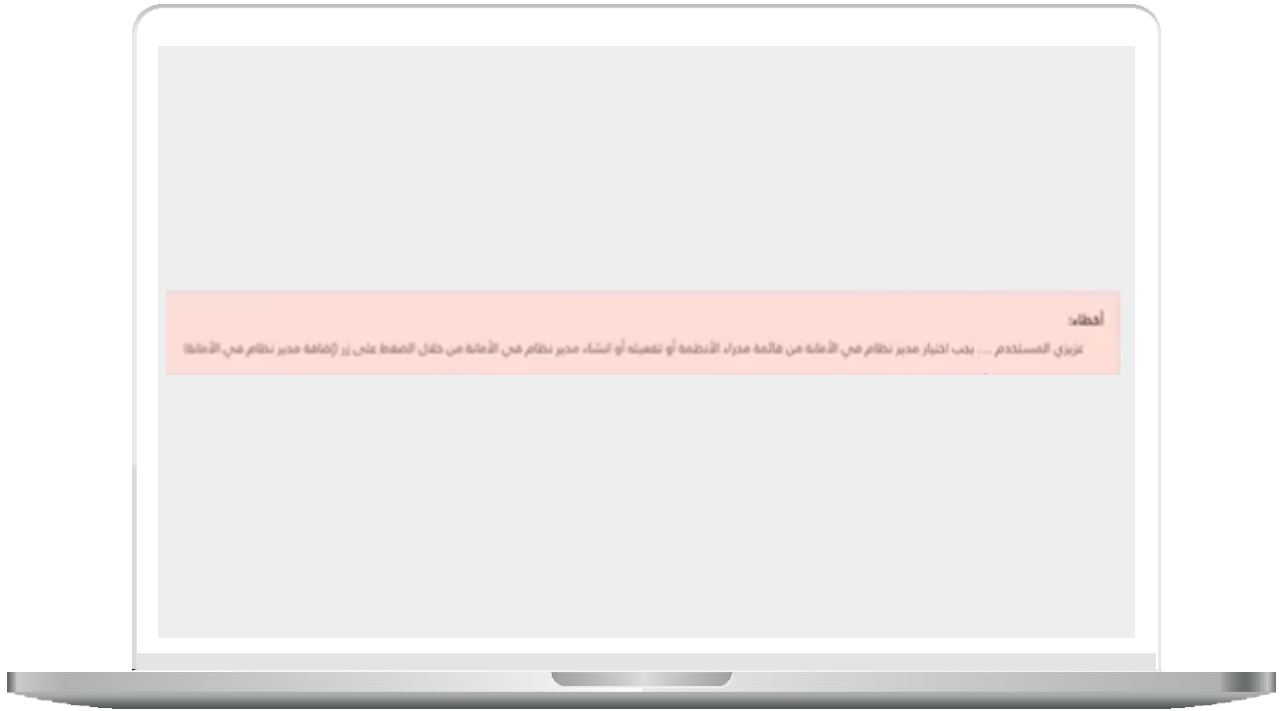 أخطاء:
عزيزي المستخدم .... يجب اختيار مدير نظام في الأمانة من قائمة مدراء الأنظمة أو تفعيله أو انشاء مدير نظام في الأمانة من خلال الضغط على زر (إضافة مدير نظام في الأمانة)